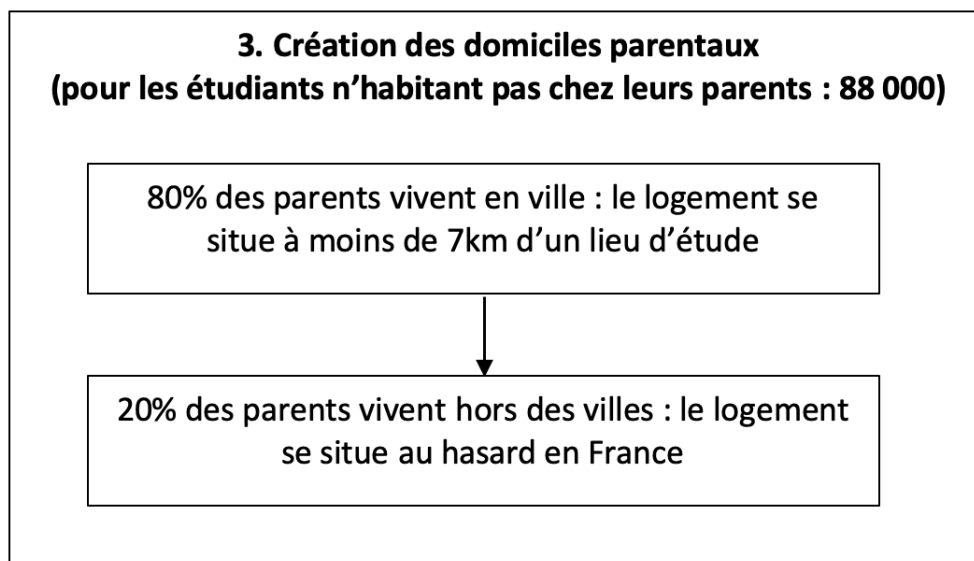 3. Création des domiciles parentaux
(pour les étudiants n’habitant pas chez leurs parents : 88 000)
80% des parents vivent en ville : le logement se
situe à moins de 7km d’un lieu d’étude
20% des parents vivent hors des villes : le logement
se situe au hasard en France